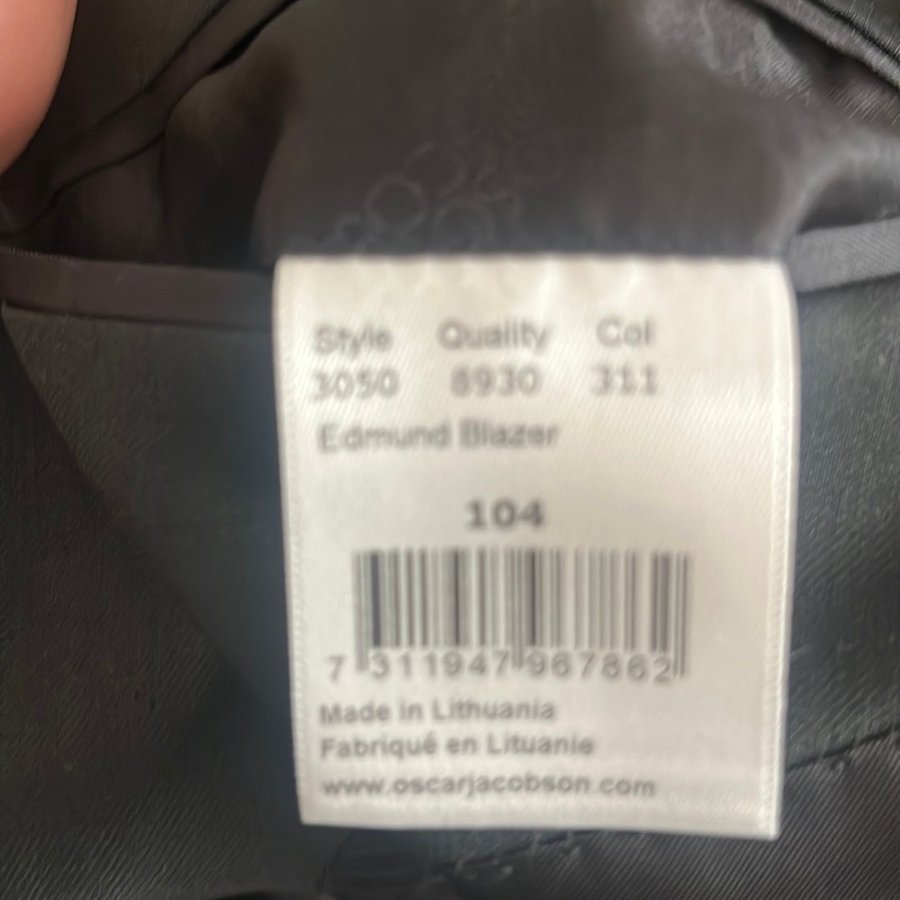 Style Quality Col
3050 8930 311
Edmund Blazer
104
7 311947 967862
Made in Lithuania
Fabriqué en Lituanie
www.oscarjacobson.com